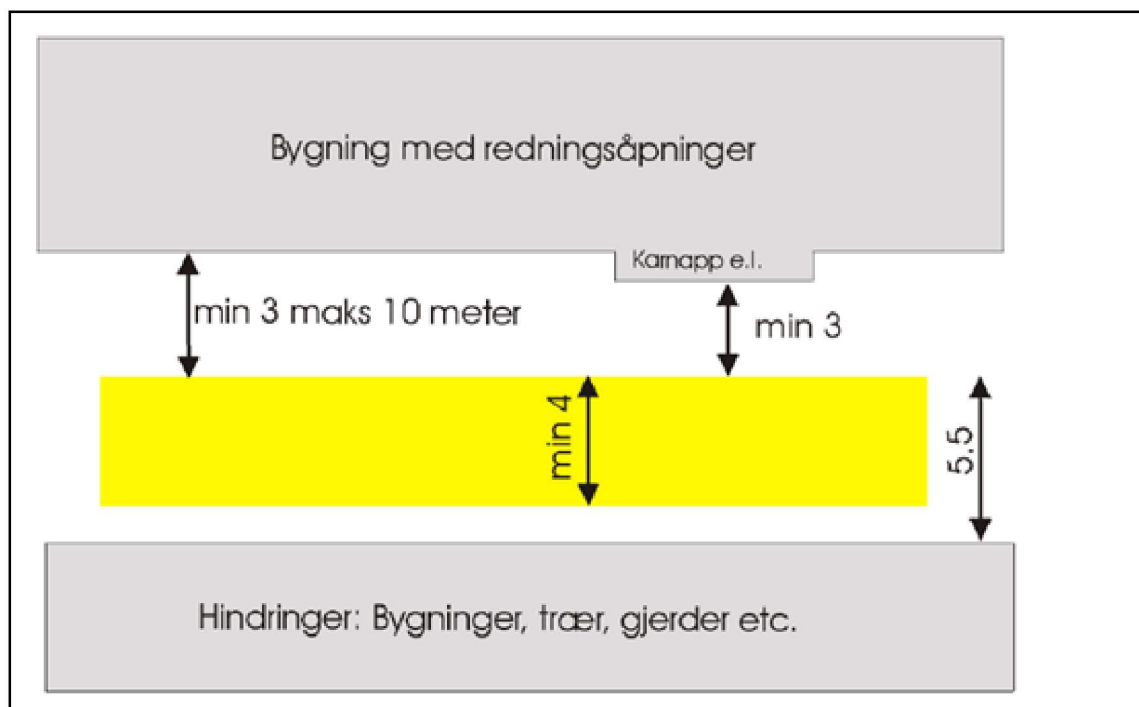 Bygning med redningsåpninger
Karnapp e.l.
min 3 maks 10 meter
min 3
min 4
5.5
Hindringer: Bygninger, trær, gjerder etc.